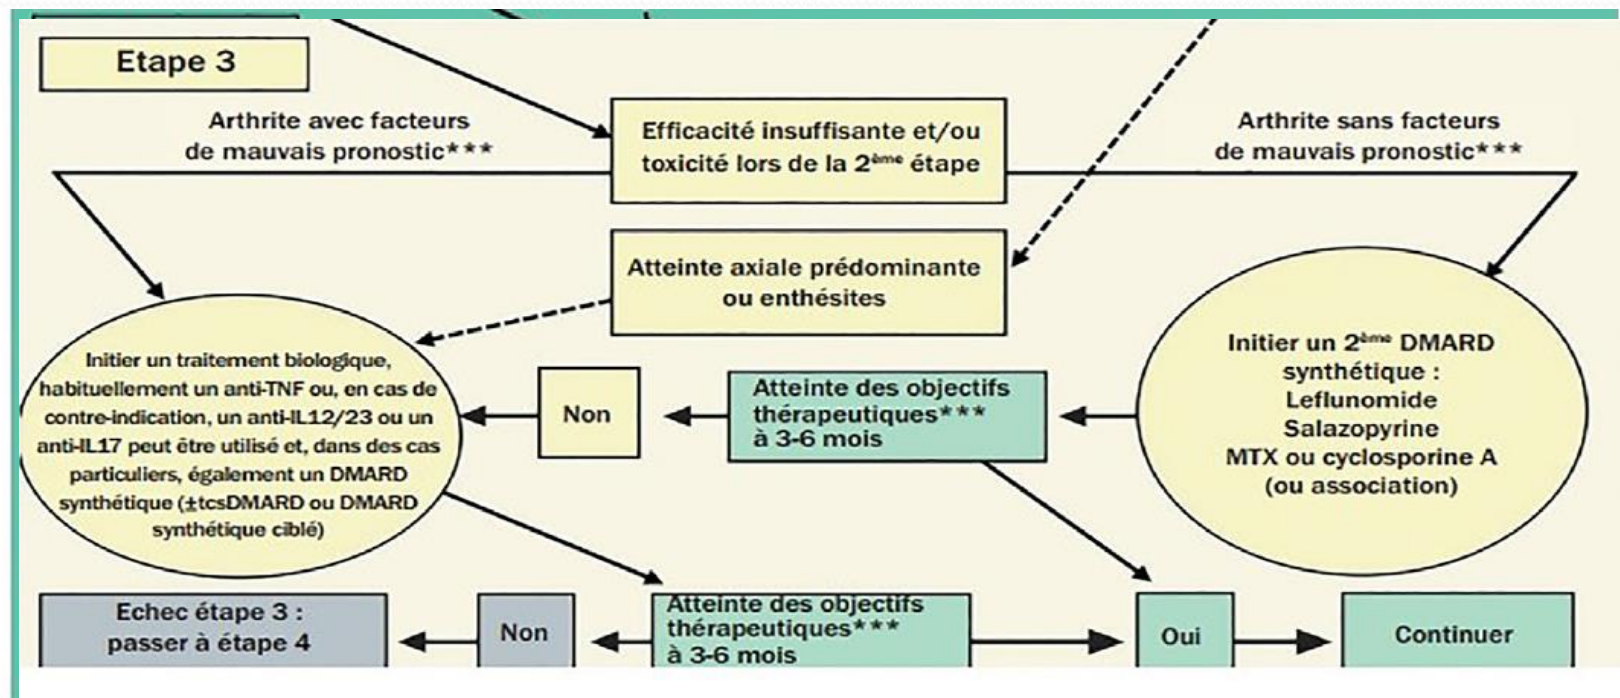 Etape 3
Arthrite avec facteurs
de mauvais pronostic***
Efficacité insuffisante et/ou
toxicité lors de la 2ème étape
Arthrite sans facteurs
de mauvais pronostic***
Atteinte axiale prédominante
ou enthésites
Initier un traitement biologique,
habituellement un anti-TNF ou, en cas de
contre-indication, un anti-IL12/23 ou un
anti-IL17 peut être utilisé et, dans des cas
particuliers, également un DMARD
synthétique (±tcsDMARD ou DMARD
synthétique ciblé)
Non
Atteinte des objectifs
thérapeutiques***
à 3-6 mois
Initier un 2ème DMARD
synthétique :
Leflunomide
Salazopyrine
MTX ou cyclosporine A
(ou association)
Echec étape 3 :
passer à étape 4
Non
Atteinte des objectifs
thérapeutiques***
à 3-6 mois
Oui
Continuer